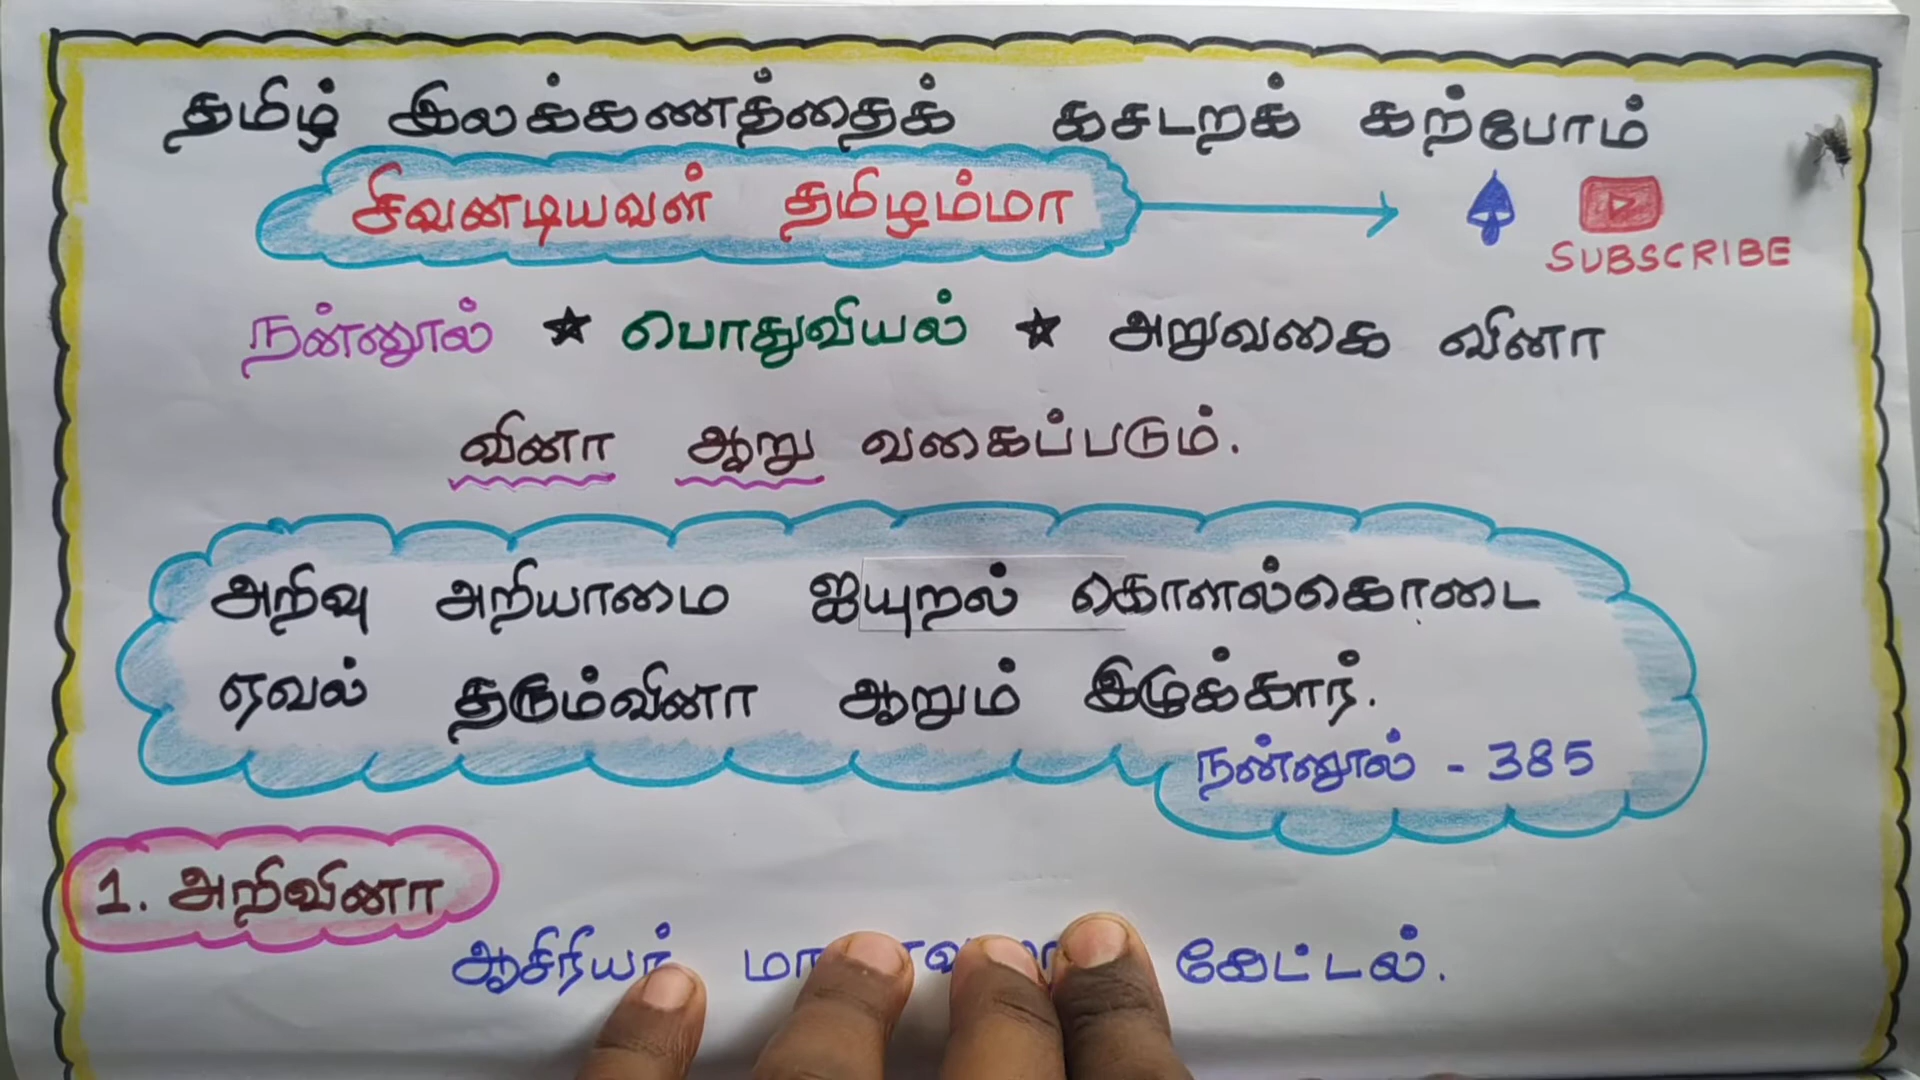 தமிழ் இலக்கணத்தைக் கசடறக் கற்போம்
சிவனடியவள் தமிழம்மா
SUBSCRIBE
நன்னூல் ☆ பொதுவியல் ☆ அறுவகை வினா
வினா ஆறு வகைப்படும்.
அறிவு அறியாமை ஐயுறல் கொளல்கொடை
ஏவல் தரும்வினா ஆறும் இழுக்கார்.
நன்னூல் - 385
1. அறிவினா
ஆசிரியர் கேட்டல்.